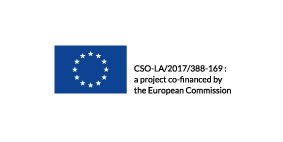 CSO-LA/2017/388-169 :
a project co-financed by
the European Commission